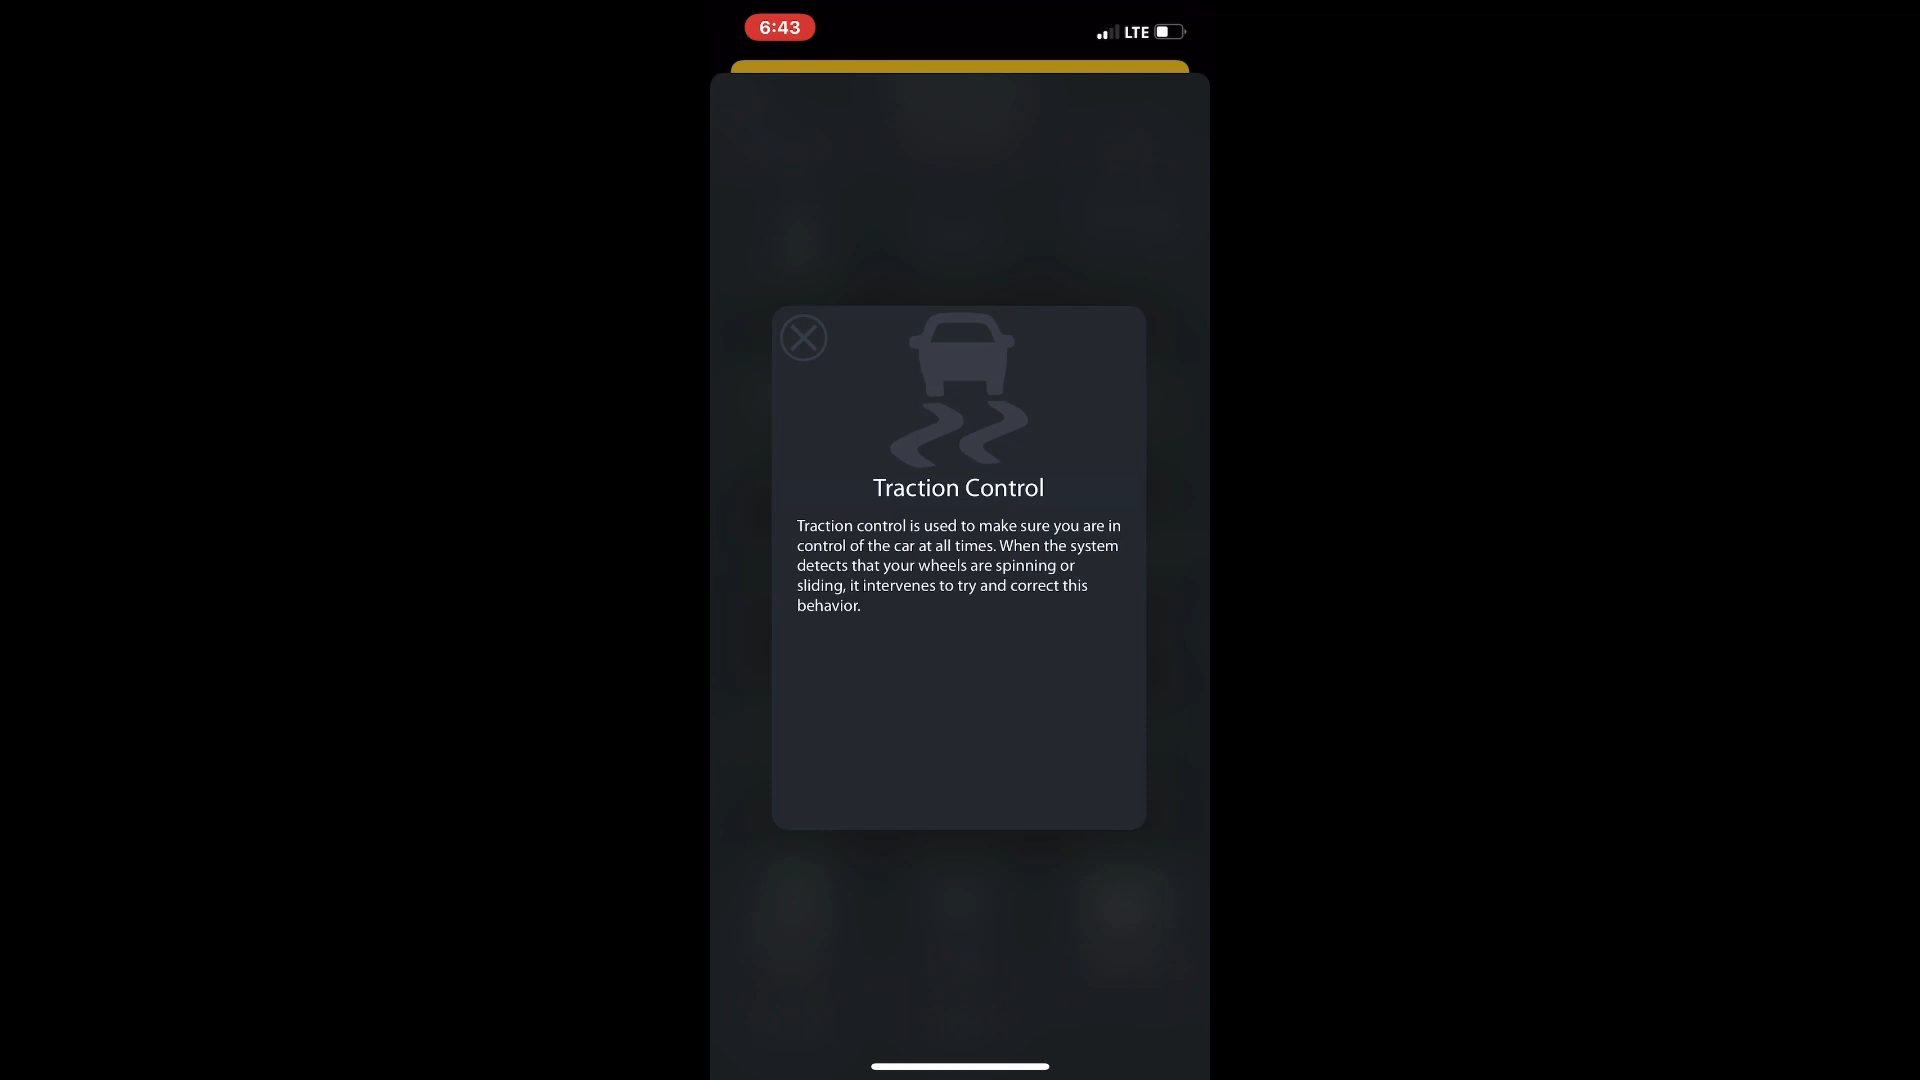 6:43
LTE
Traction Control
Traction control is used to make sure you are in
control of the car at all times. When the system
detects that your wheels are spinning or
sliding, it intervenes to try and correct this
behavior.